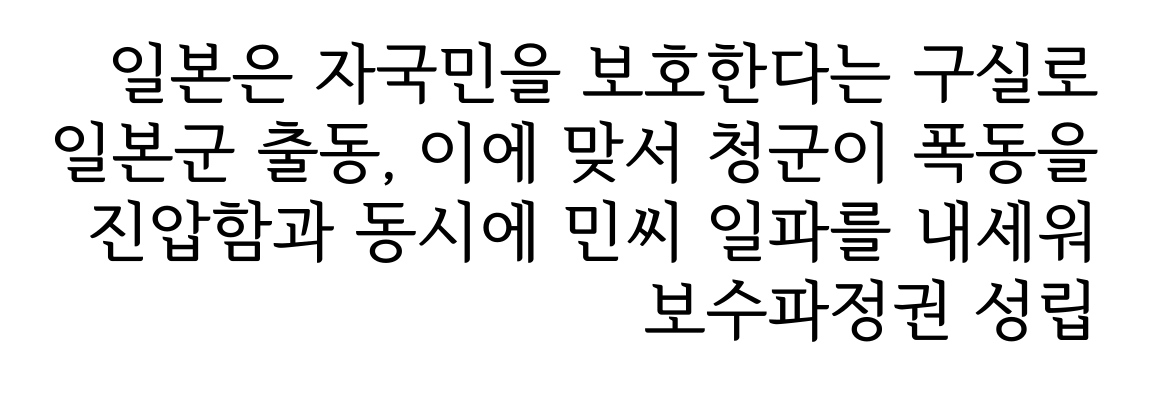 일본은 자국민을 보호한다는 구실로
일본군 출동, 이에 맞서 청군이 폭동을
진압함과 동시에 민씨 일파를 내세워
보수파정권 성립